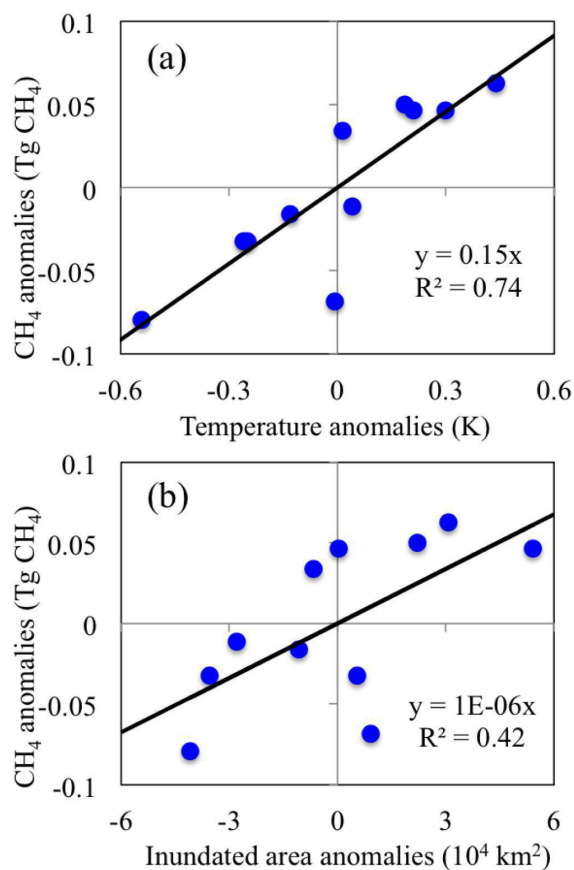 (a)
CH₄ anomalies (Tg CH₄)
0.1
0.05
0
-0.05
-0.1
y = 0.15x
R² = 0.74
-0.6 -0.3 0 0.3 0.6
Temperature anomalies (K)
(b)
CH₄ anomalies (Tg CH₄)
0.1
0.05
0
-0.05
-0.1
y = 1E-06x
R² = 0.42
-6 -3 0 3 6
Inundated area anomalies (10⁴ km²)